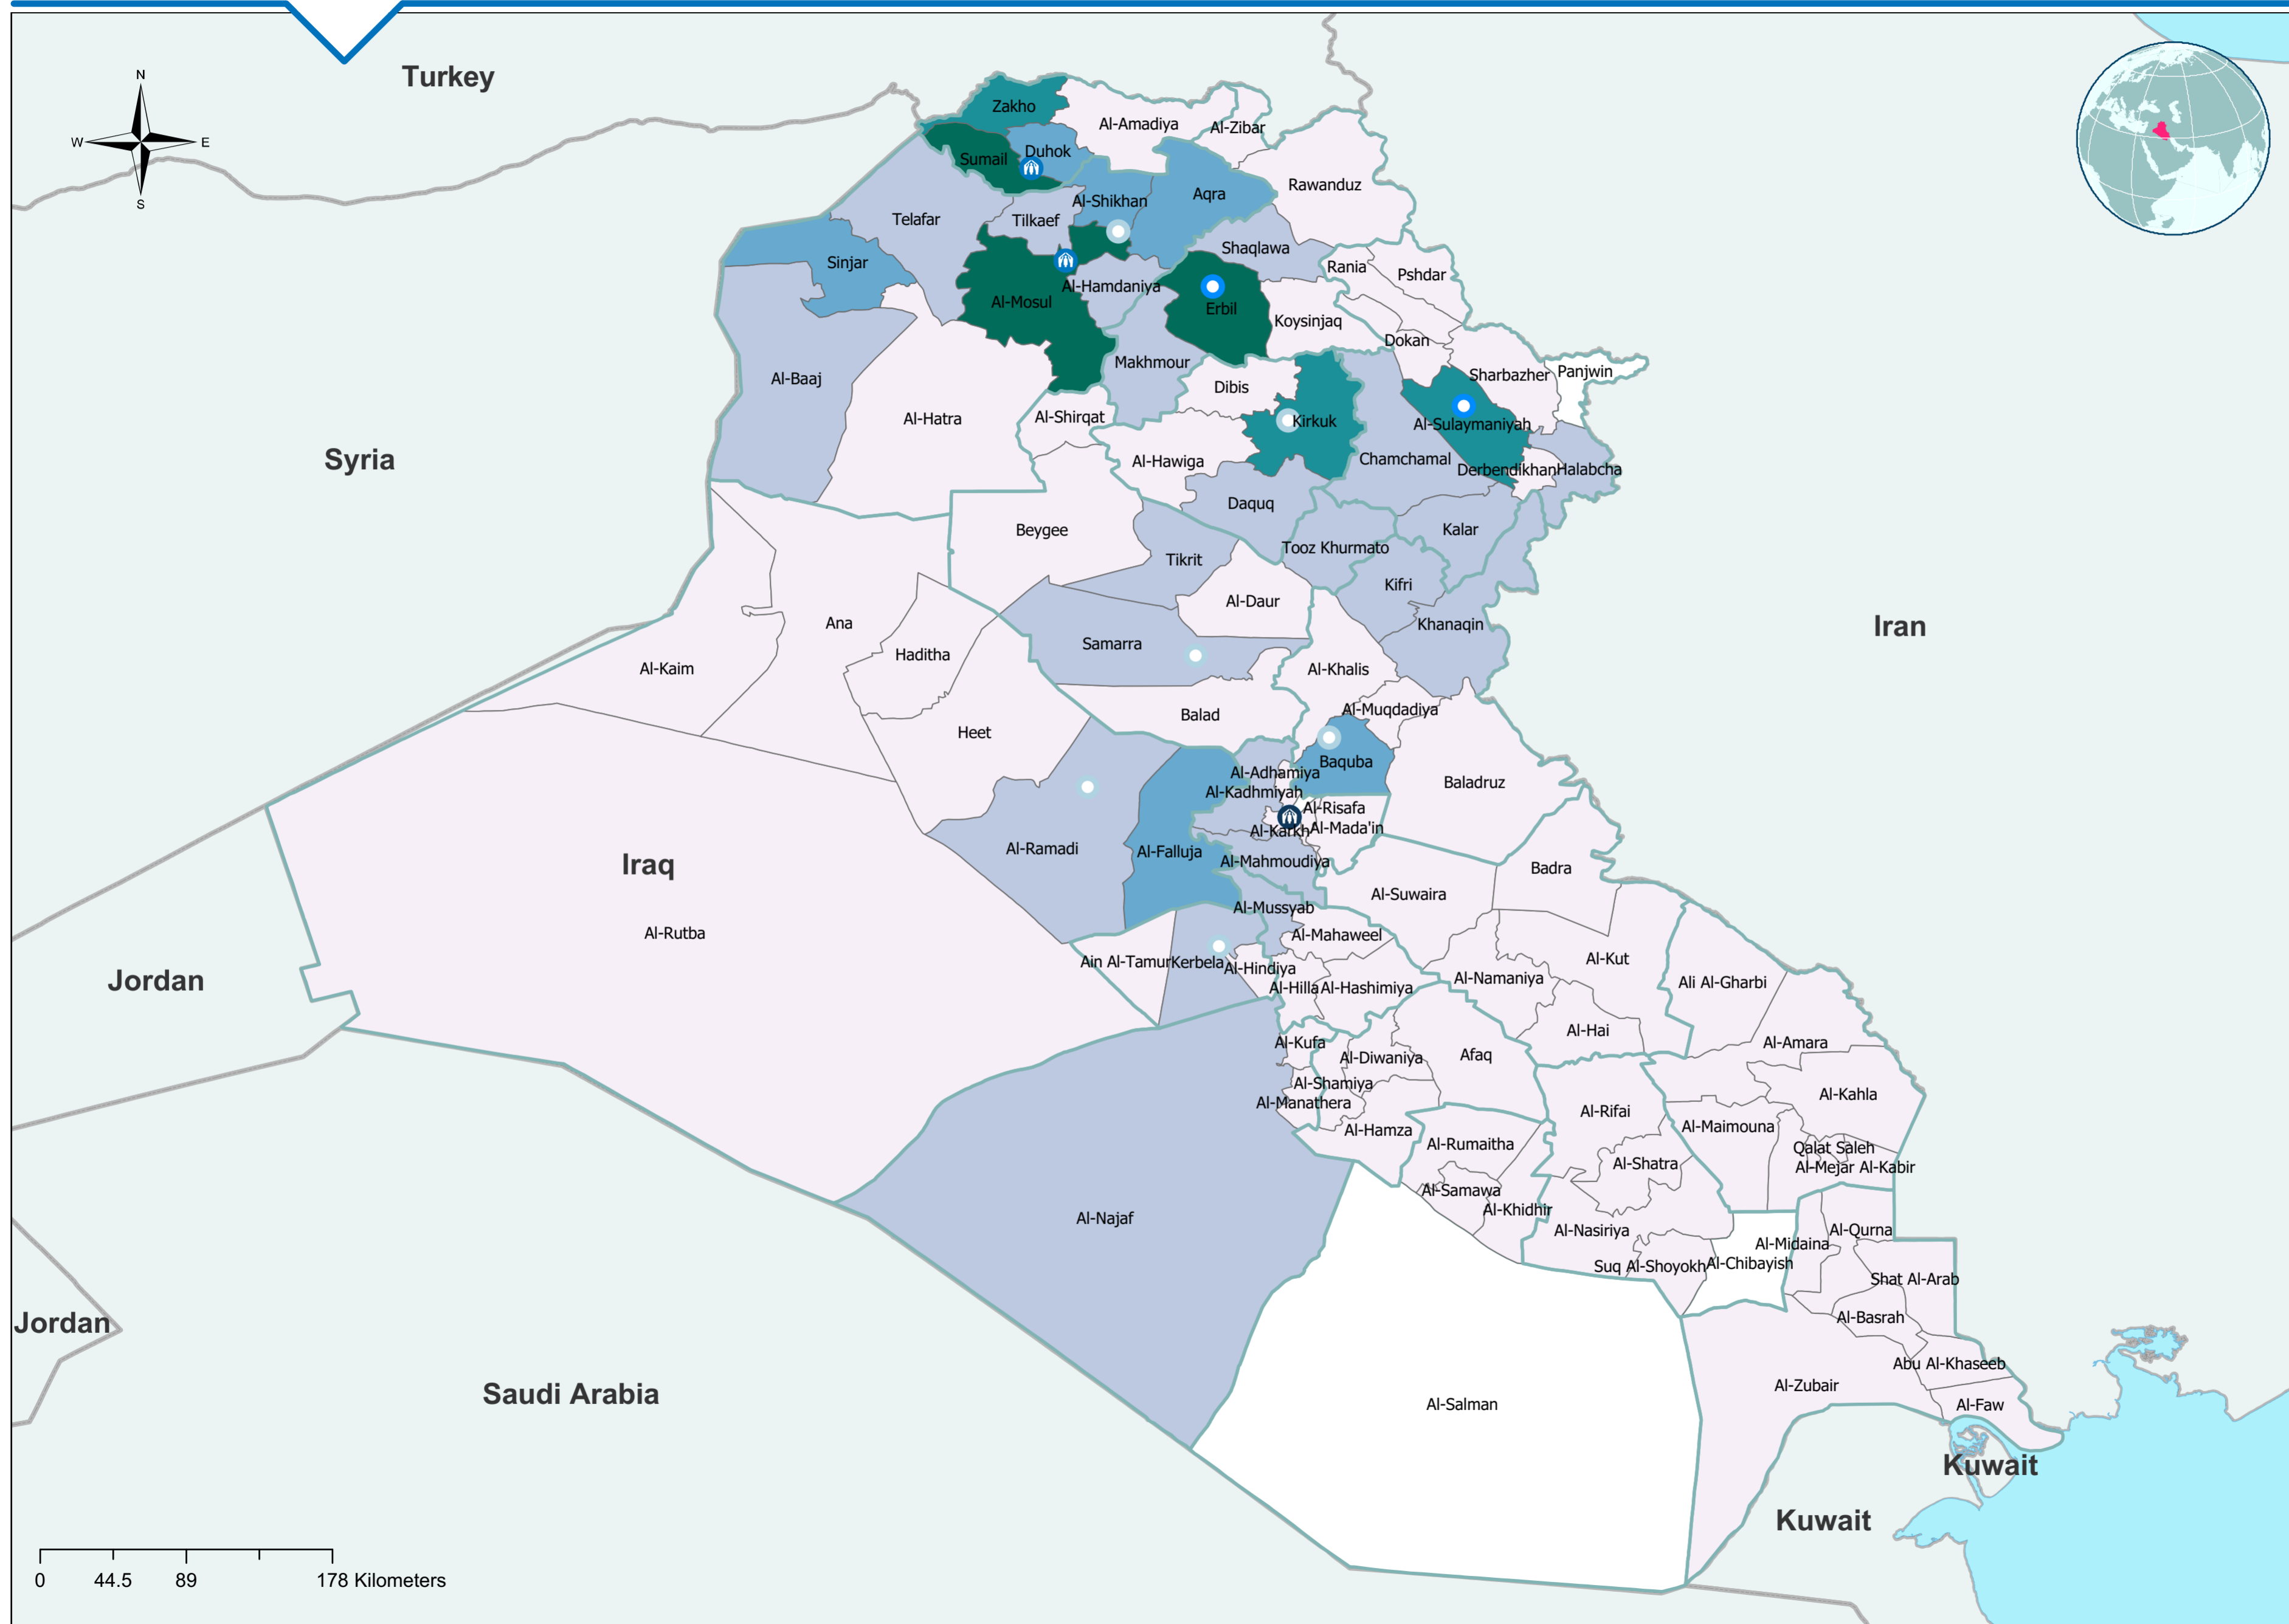 Turkey
N
W
E
S
Zakho
Al-Amadiya
Al-Zibar
Sumail
Duhok
Rawanduz
Al-Shikhan
Aqra
Telafar
Tilkaef
Shaqlawa
Sinjar
Rania
Pshdar
Al-Hamdaniya
Al-Mosul
Erbil
Koysinjaq
Dokan
Makhmour
Al-Baaj
Sharbazher
Panjwin
Dibis
Al-Hatra
Al-Shirqat
Kirkuk
Al-Sulaymaniyah
Syria
Al-Hawiga
Chamchamal
Derbendikhan
Halabcha
Daquq
Beygee
Kalar
Tooz Khurmato
Tikrit
Kifri
Al-Daur
Ana
Khanaqin
Iran
Samarra
Haditha
Al-Kaim
Al-Khalis
Al-Muqdadiya
Balad
Heet
Baquba
Al-Adhamiya
Baladruz
Al-Kadhmiyah
Al-Risafa
Al-Karkh
Al-Mada'in
Al-Ramadi
Al-Falluja
Al-Mahmoudiya
Iraq
Badra
Al-Suwaira
Al-Mussyab
Al-Rutba
Al-Mahaweel
Ain Al-Tamur
Kerbela
Al-Hindiya
Al-Kut
Jordan
Al-Namaniya
Ali Al-Gharbi
Al-Hilla
Al-Hashimiya
Al-Hai
Al-Kufa
Al-Amara
Al-Diwaniya
Afaq
Al-Shamiya
Al-Kahla
Al-Manathera
Al-Rifai
Al-Hamza
Al-Maimouna
Al-Rumaitha
Qalat Saleh
Al-Shatra
Al-Mejar Al-Kabir
Al-Samawa
Al-Khidhir
Al-Najaf
Al-Nasiriya
Al-Qurna
Al-Midaina
Suq Al-Shoyokh
Al-Chibayish
Shat Al-Arab
Jordan
Al-Basrah
Abu Al-Khaseeb
Al-Zubair
Saudi Arabia
Al-Salman
Al-Faw
Kuwait
Kuwait
0 44.5 89 178 Kilometers